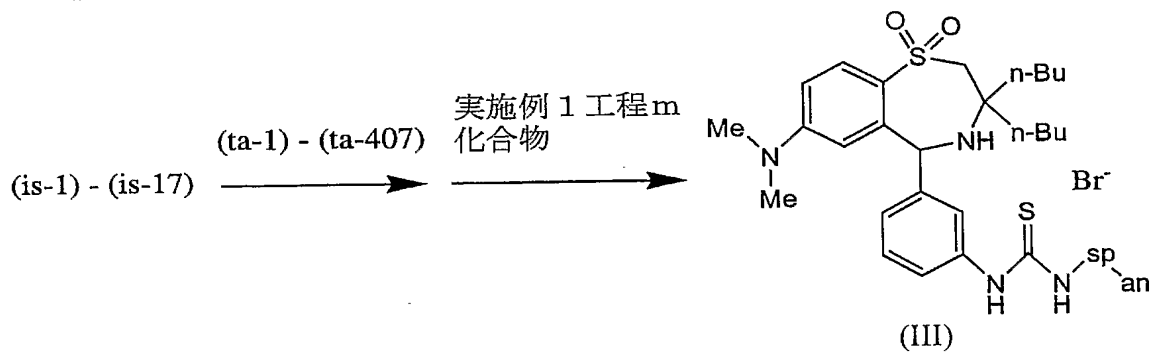 (is-1) - (is-17)
(ta-1) - (ta-407)
実施例1工程m
化合物
O O
S
n-Bu
n-Bu
NH
Me
N
Me
Br-
S
N
H
N
H
sp
an
(III)